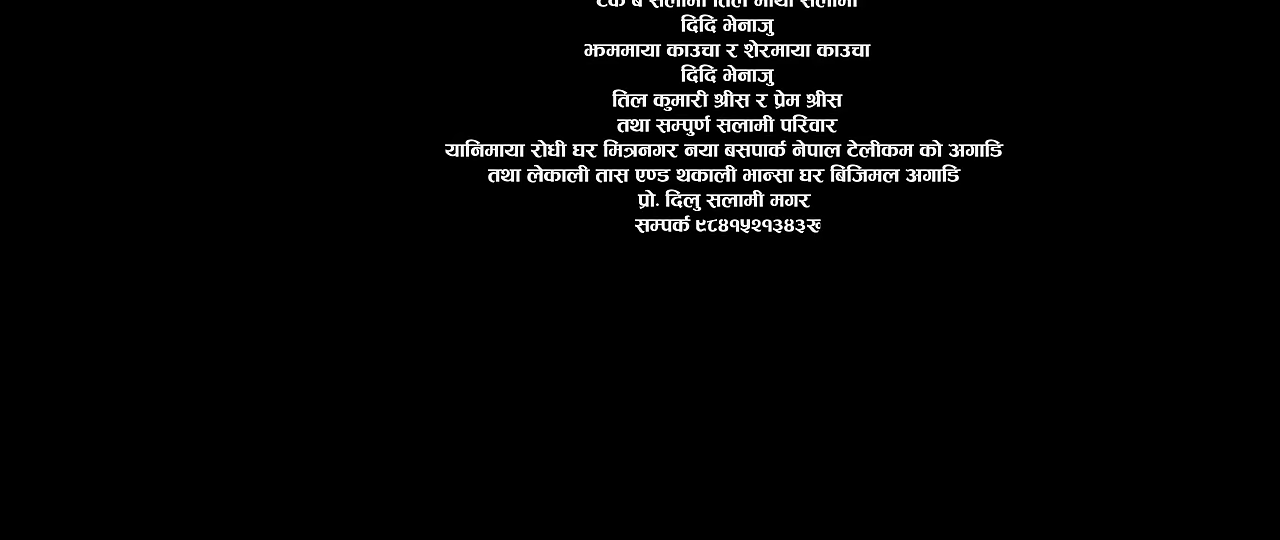 दिदि भेनाजु
झममाया काउचा र शेरमाया काउचा
दिदि भेनाजु
तिल कुमारी श्रीस र प्रेम श्रीस
तथा सम्पुर्ण सलामी परिवार
यानिमाया रोधी घर मित्रनगर नया बसपार्क नेपाल टेलीकम को अगाडि
तथा लेकाली तास एण्ड थकाली भान्सा घर बिजिमल अगाडि
प्रो. दिलु सलामी मगर
सम्पर्क ९८४१५२१३४३ख